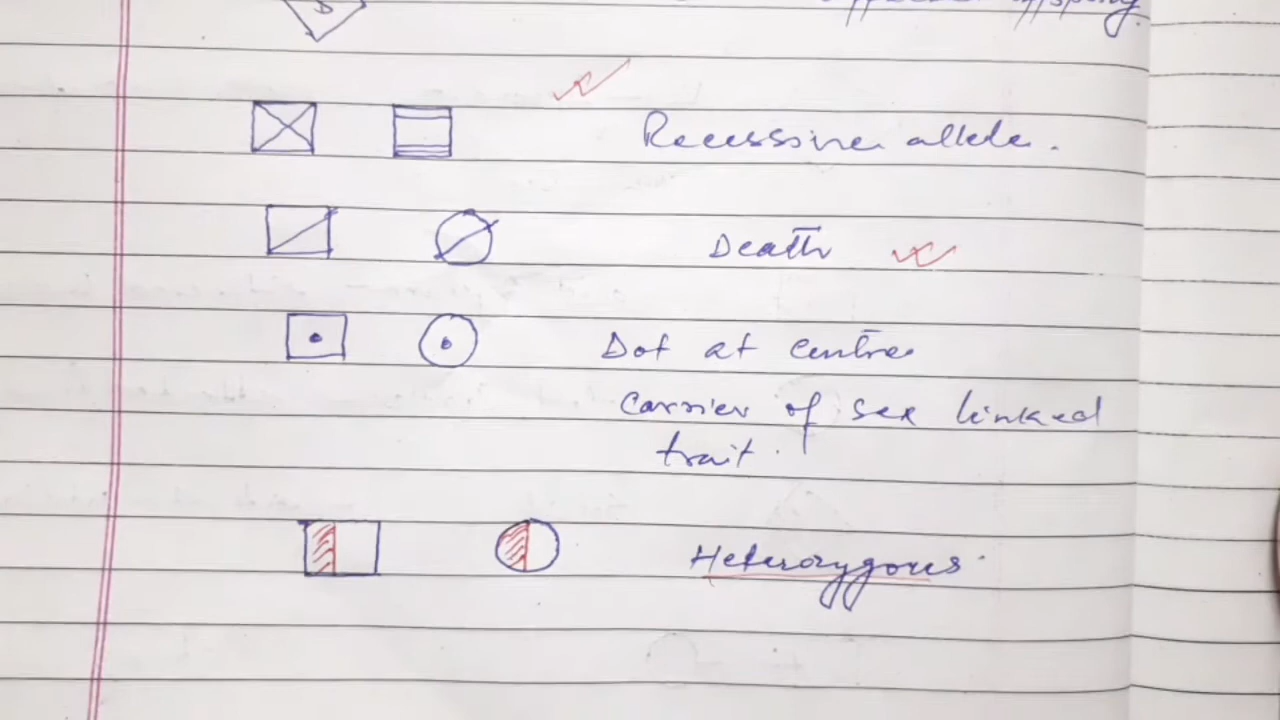 Recessive allele.
Death
Dot at centre
carrier of sex linked
trait.
Heterozygous.